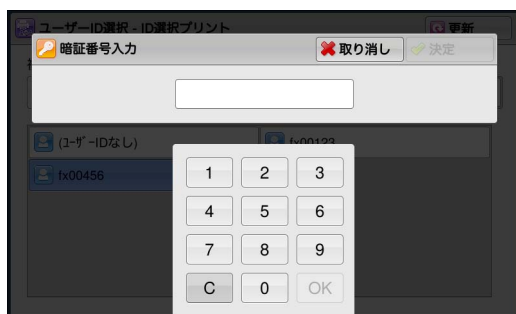 ユーザーID選択 - ID選択プリント
更新
暗証番号入力
取り消し
決定
(ﾕｰｻﾞｰIDなし)
fx00123
fx00456
1
2
3
4
5
6
7
8
9
C
0
OK